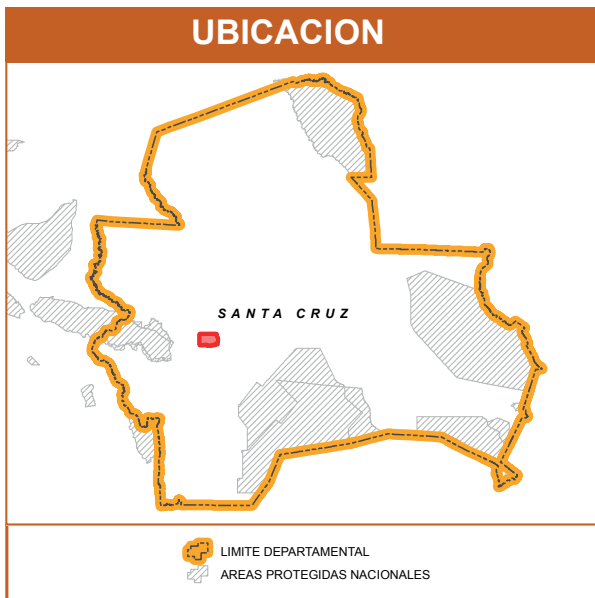 UBICACION
SANTA CRUZ
LIMITE DEPARTAMENTAL
AREAS PROTEGIDAS NACIONALES